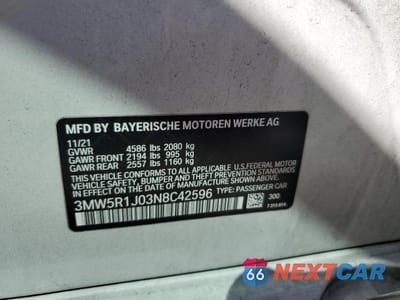 MFD BY BAYERISCHE MOTOREN WERKE AG
11/21
GVWR 4586 lbs 2080 kg
GAWR FRONT 2194 lbs 995 kg
GAWR REAR 2557 lbs 1160 kg
THIS VEHICLE CONFORMS TO ALL APPLICABLE U.S. FEDERAL MOTOR
VEHICLE SAFETY, BUMPER, AND THEFT PREVENTION STANDARDS
IN EFFECT ON THE DATE OF MANUFACTURE SHOWN ABOVE.
3MW5R1J03N8C42596 TYPE: PASSENGER CAR
300
66 NEXTCAR